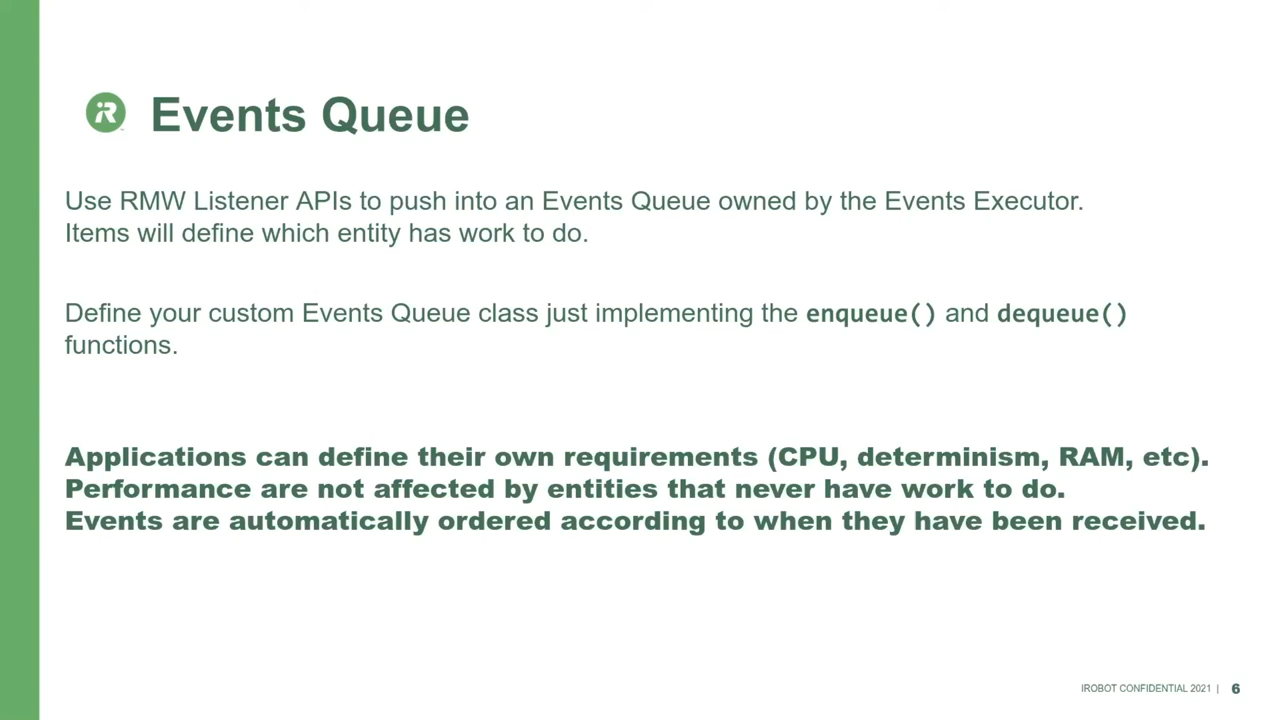 Events Queue
Use RMW Listener APIs to push into an Events Queue owned by the Events Executor.
Items will define which entity has work to do.
Define your custom Events Queue class just implementing the enqueue() and dequeue()
functions.
Applications can define their own requirements (CPU, determinism, RAM, etc).
Performance are not affected by entities that never have work to do.
Events are automatically ordered according to when they have been received.
IROBOT CONFIDENTIAL 2021 | 6